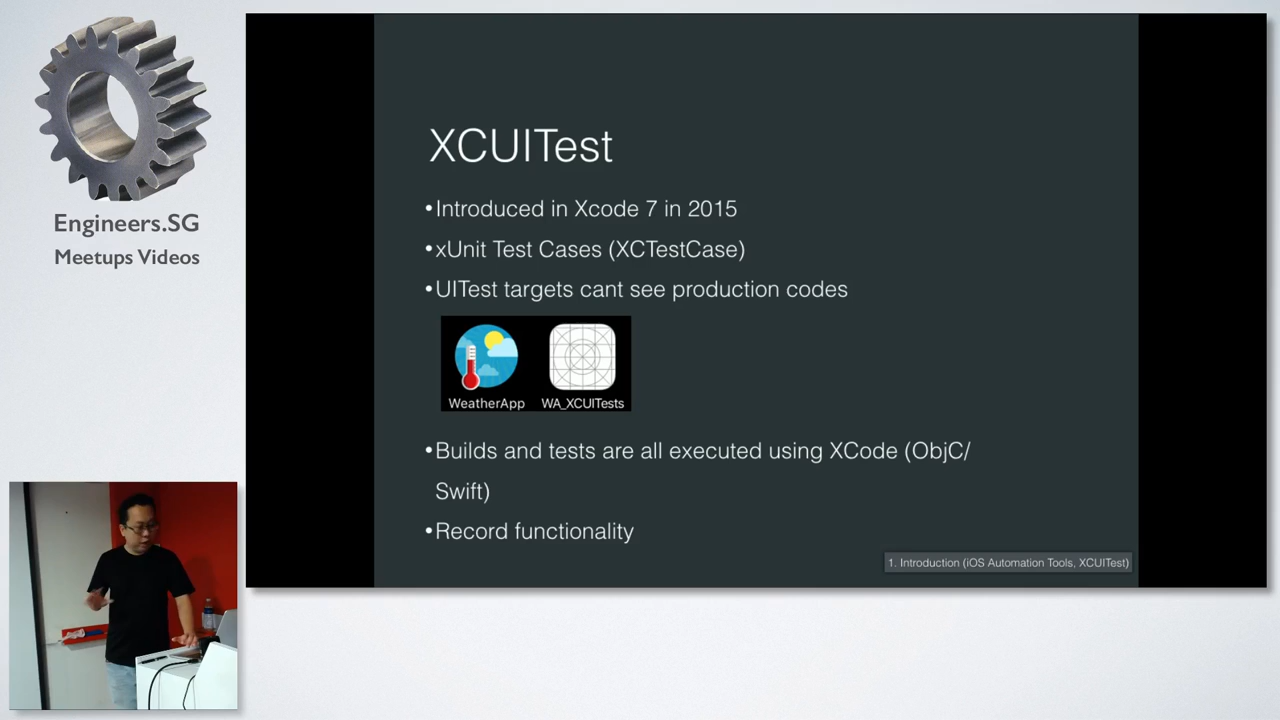 Engineers.SG
Meetups Videos
XCUITest
•Introduced in Xcode 7 in 2015
•xUnit Test Cases (XCTestCase)
•UITest targets cant see production codes
WeatherApp WA_XCUITests
•Builds and tests are all executed using XCode (ObjC/
Swift)
•Record functionality
1. Introduction (iOS Automation Tools, XCUITest)